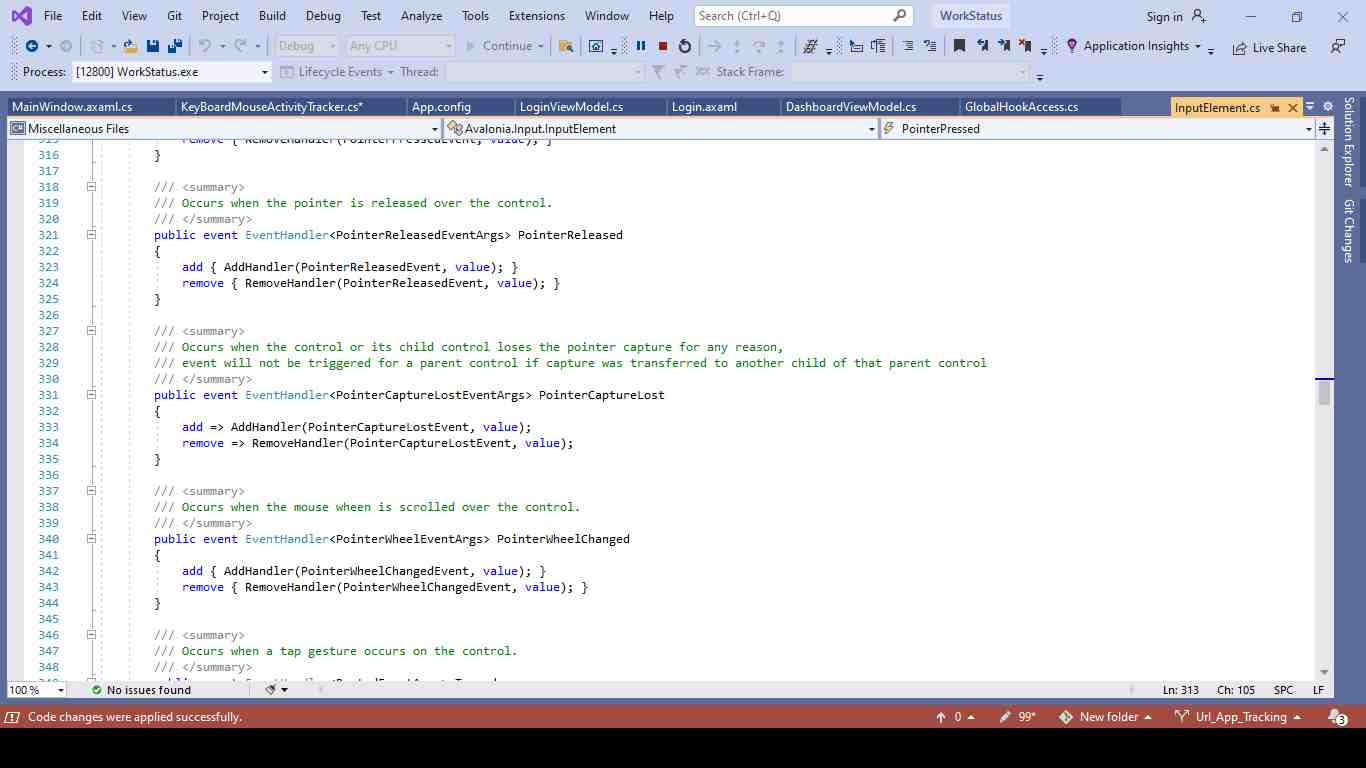 File Edit View Git Project Build Debug Test Analyze Tools Extensions Window Help Search (Ctrl+Q) WorkStatus Sign in
Debug Any CPU Continue Application Insights Live Share
Process: [12800] WorkStatus.exe Lifecycle Events Thread: Stack Frame:
MainWindow.axaml.cs KeyBoardMouseActivityTracker.cs* App.config LoginViewModel.cs Login.axaml DashboardViewModel.cs GlobalHookAccess.cs InputElement.cs
Miscellaneous Files Avalonia.Input.InputElement PointerPressed
Solution Explorer
Git Changes
315 remove { RemoveHandler(PointerPressedEvent, value); }
316 }
317
318 /// <summary>
319 /// Occurs when the pointer is released over the control.
320 /// </summary>
321 public event EventHandler<PointerReleasedEventArgs> PointerReleased
322 {
323 add { AddHandler(PointerReleasedEvent, value); }
324 remove { RemoveHandler(PointerReleasedEvent, value); }
325 }
326
327 /// <summary>
328 /// Occurs when the control or its child control loses the pointer capture for any reason,
329 /// event will not be triggered for a parent control if capture was transferred to another child of that parent control
330 /// </summary>
331 public event EventHandler<PointerCaptureLostEventArgs> PointerCaptureLost
332 {
333 add => AddHandler(PointerCaptureLostEvent, value);
334 remove => RemoveHandler(PointerCaptureLostEvent, value);
335 }
336
337 /// <summary>
338 /// Occurs when the mouse wheen is scrolled over the control.
339 /// </summary>
340 public event EventHandler<PointerWheelEventArgs> PointerWheelChanged
341 {
342 add { AddHandler(PointerWheelChangedEvent, value); }
343 remove { RemoveHandler(PointerWheelChangedEvent, value); }
344 }
345
346 /// <summary>
347 /// Occurs when a tap gesture occurs on the control.
348 /// </summary>
100 % No issues found Ln: 313 Ch: 105 SPC LF
Code changes were applied successfully. 0 99* New folder Url_App_Tracking 3